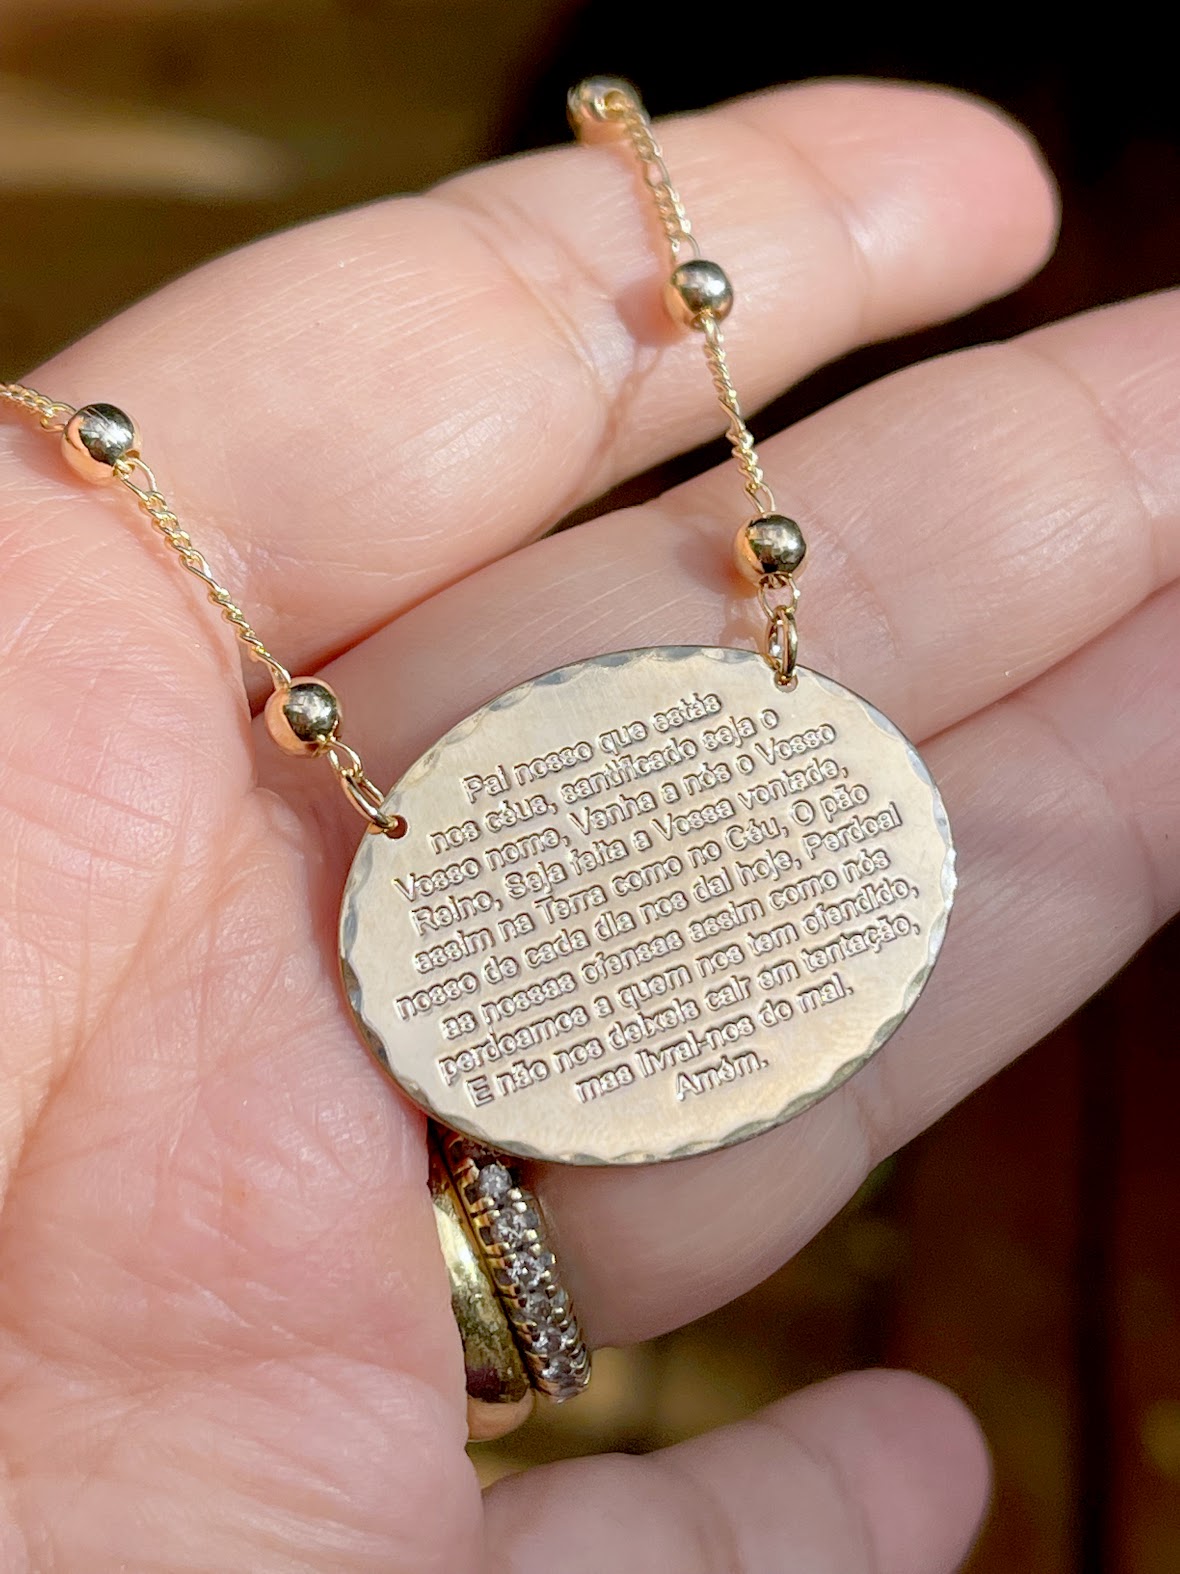 Pai nosso que estás
nos céus, santificado seja o
Vosso nome, Venha a nós o Vosso
Reino, Seja feita a Vossa vontade,
assim na Terra como no Céu, O pão
nosso de cada dia nos dai hoje, Perdoai
as nossas ofensas assim como nós
perdoamos a quem nos tem ofendido,
E não nos deixeis cair em tentação,
mas livrai-nos do mal.
Amém.